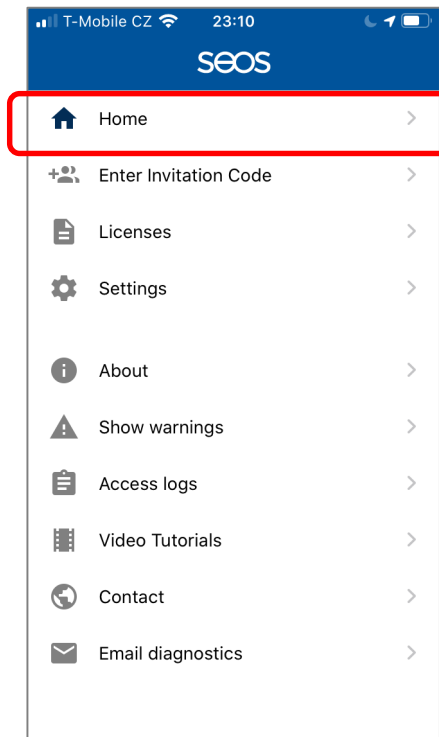 T-Mobile CZ 23:10
seos
Home
Enter Invitation Code
Licenses
Settings
About
Show warnings
Access logs
Video Tutorials
Contact
Email diagnostics